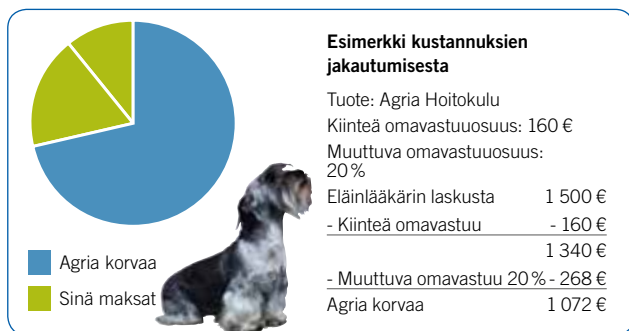 Esimerkki kustannuksien
jakautumisesta
Tuote: Agria Hoitokulu
Kiinteä omavastuuosuus: 160 €
Muuttuva omavastuuosuus:
20 %
Eläinlääkärin laskusta 1 500 €
- Kiinteä omavastuu - 160 €
1 340 €
- Muuttuva omavastuu 20 % - 268 €
Agria korvaa 1 072 €
Agria korvaa
Sinä maksat